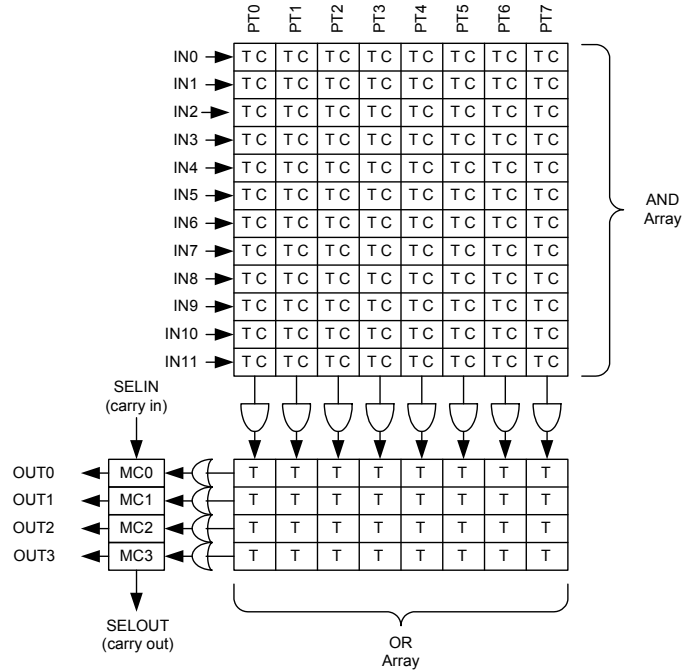 PT0 PT1 PT2 PT3 PT4 PT5 PT6 PT7
IN0 T C T C T C T C T C T C T C T C
IN1 T C T C T C T C T C T C T C T C
IN2 T C T C T C T C T C T C T C T C
IN3 T C T C T C T C T C T C T C T C
IN4 T C T C T C T C T C T C T C T C
IN5 T C T C T C T C T C T C T C T C
IN6 T C T C T C T C T C T C T C T C
IN7 T C T C T C T C T C T C T C T C
IN8 T C T C T C T C T C T C T C T C
IN9 T C T C T C T C T C T C T C T C
IN10 T C T C T C T C T C T C T C T C
IN11 T C T C T C T C T C T C T C T C
AND
Array
SELIN
(carry in)
OUT0 MC0 T T T T T T T T
OUT1 MC1 T T T T T T T T
OUT2 MC2 T T T T T T T T
OUT3 MC3 T T T T T T T T
SELOUT
(carry out)
OR
Array